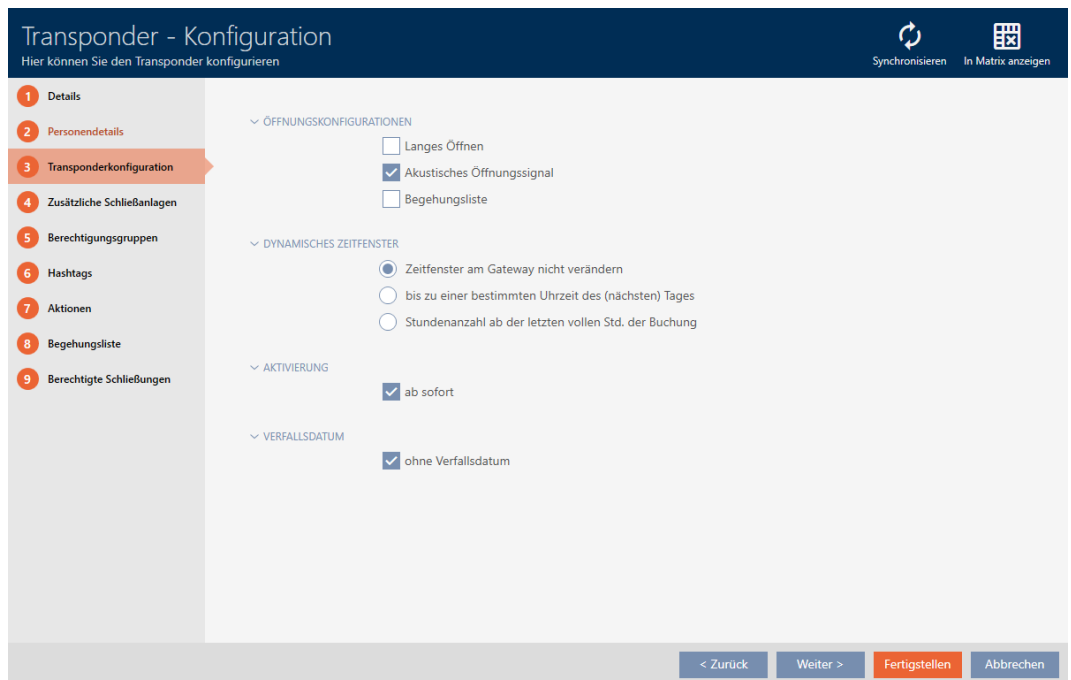 Transponder - Konfiguration
Hier können Sie den Transponder konfigurieren
Synchronisieren
In Matrix anzeigen
1 Details
2 Personendetails
3 Transponderkonfiguration
4 Zusätzliche Schließanlagen
5 Berechtigungsgruppen
6 Hashtags
7 Aktionen
8 Begehungsliste
9 Berechtigte Schließungen
ÖFFNUNGSKONFIGURATIONEN
Langes Öffnen
Akustisches Öffnungssignal
Begehungsliste
DYNAMISCHES ZEITFENSTER
Zeitfenster am Gateway nicht verändern
bis zu einer bestimmten Uhrzeit des (nächsten) Tages
Stundenanzahl ab der letzten vollen Std. der Buchung
AKTIVIERUNG
ab sofort
VERFALLSDATUM
ohne Verfallsdatum
< Zurück
Weiter >
Fertigstellen
Abbrechen